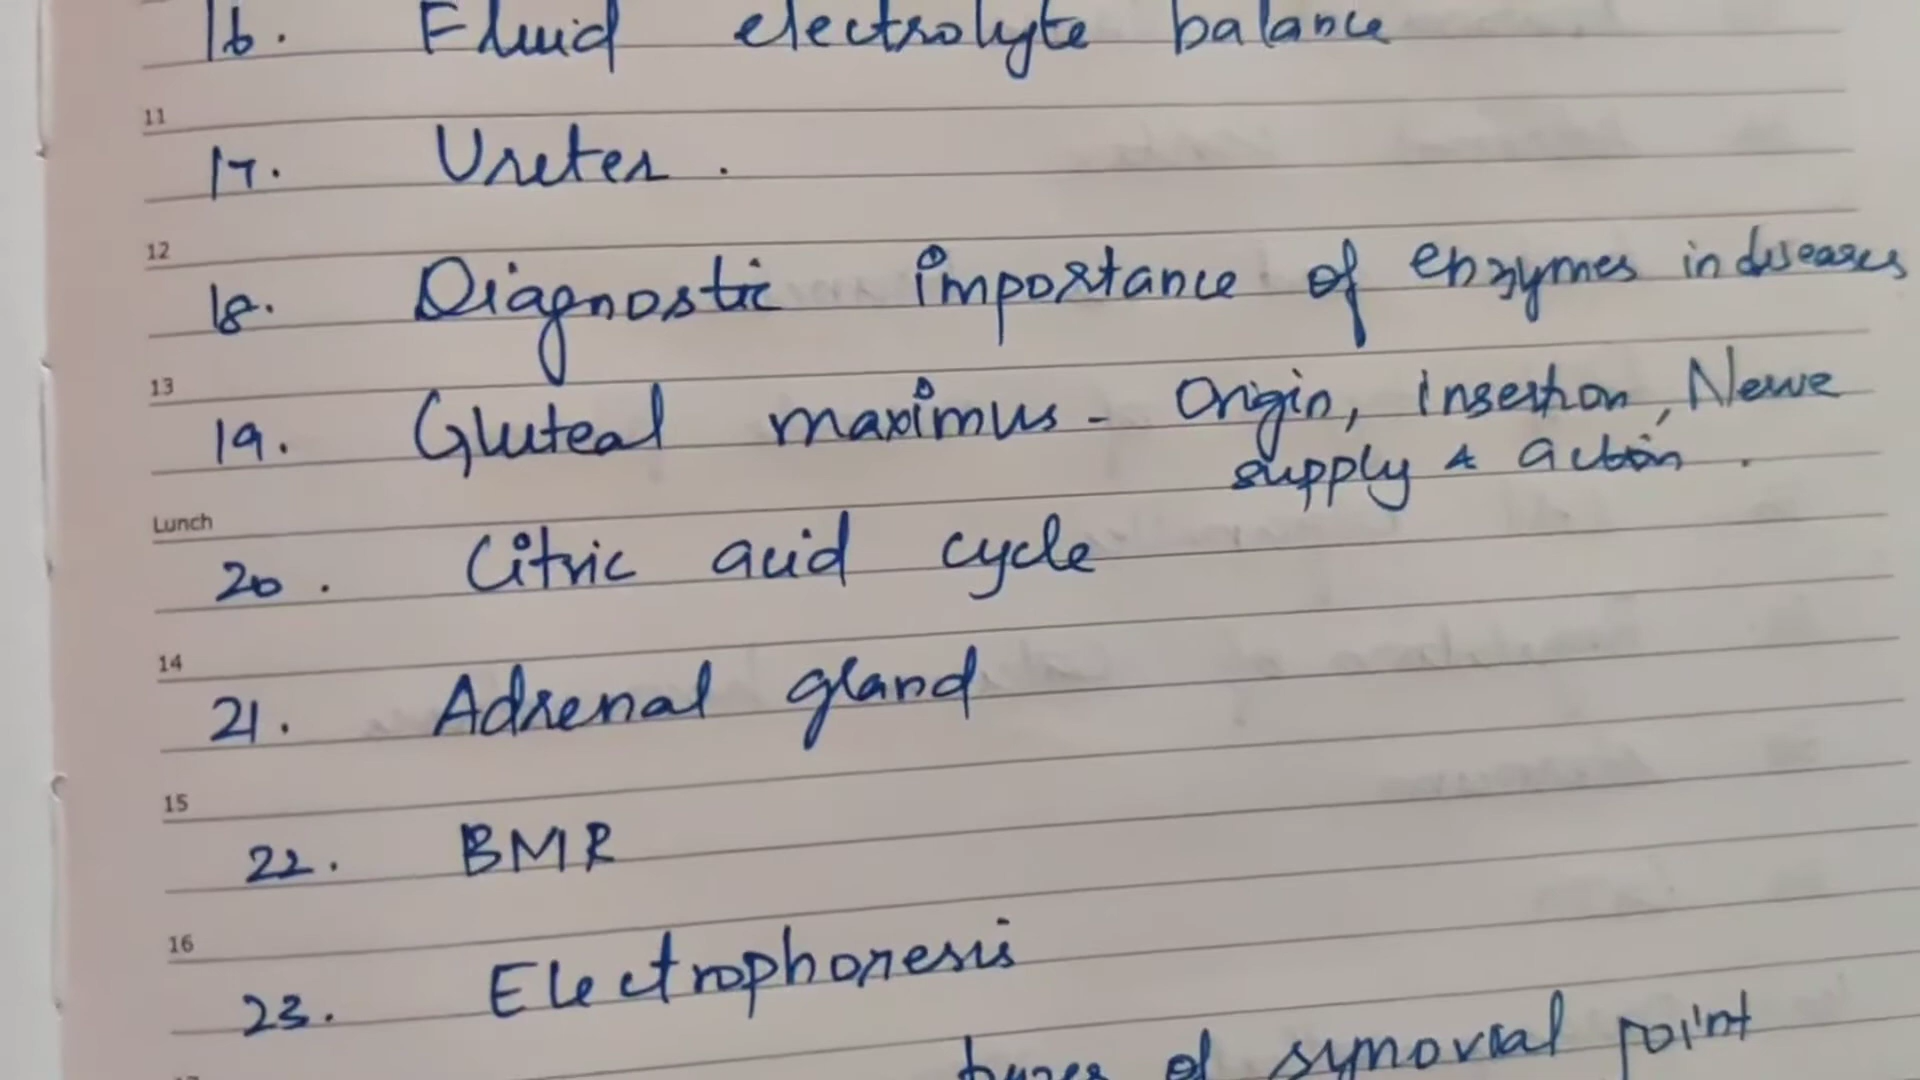 16. Fluid electrolyte balance
11
17. Ureter.
12
18. Diagnostic importance of enzymes in diseases
13
19. Gluteal maximus - Origin, insertion, Nerve
supply & action.
Lunch
20. Citric acid cycle
14
21. Adrenal gland
15
22. BMR
16
23. Electrophoresis
types of synovial point